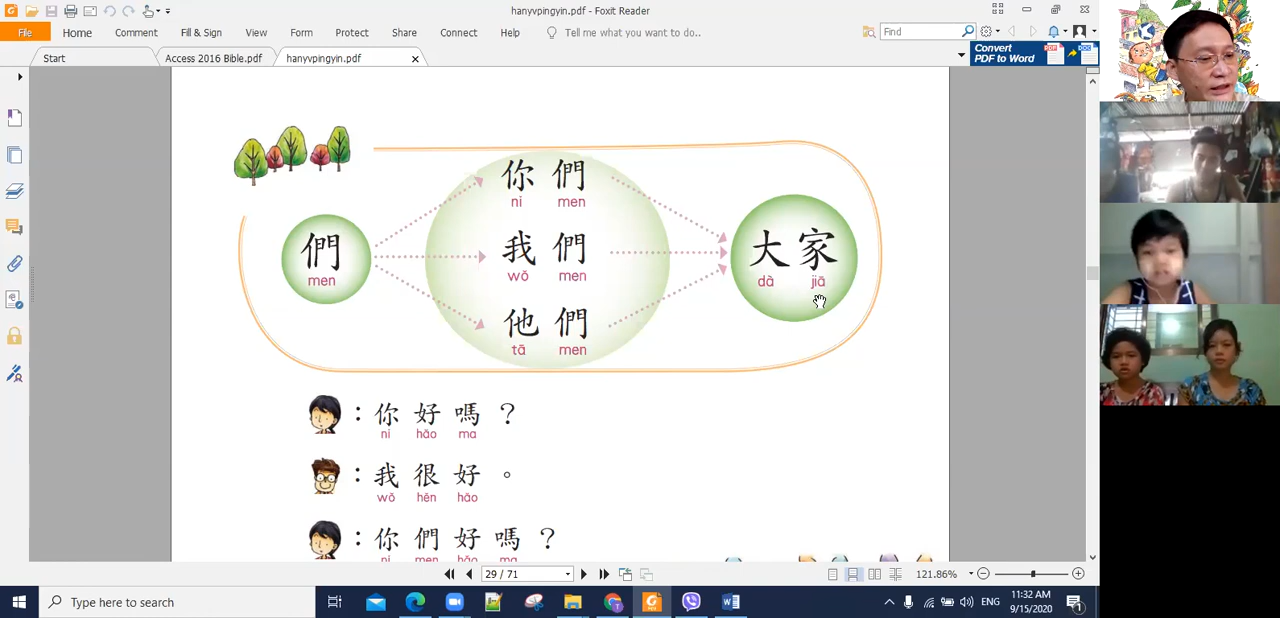 hanyvpingyin.pdf - Foxit Reader
File Home Comment Fill & Sign View Form Protect Share Connect Help Tell me what you want to do.. Find
Start Access 2016 Bible.pdf hanyvpingyin.pdf
Convert PDF to Word
們
men
你們
nǐ men
我們
wǒ men
他們
tā men
大家
dà jiā
：你好嗎？
nǐ hǎo ma
：我很好。
wǒ hěn hǎo
：你們好嗎？
nǐ men hǎo ma
29 / 71
121.86%
Type here to search
ENG
11:32 AM
9/15/2020